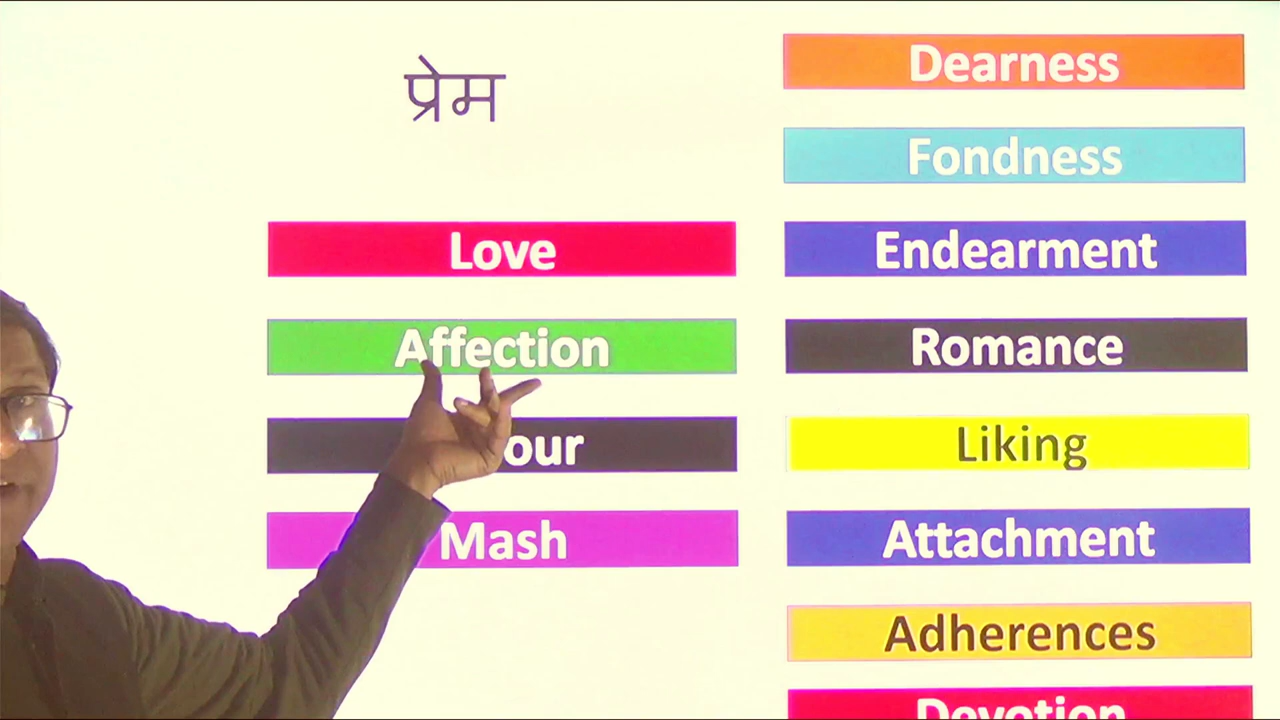 प्रेम
Love
Affection
Mash
Dearness
Fondness
Endearment
Romance
Liking
Attachment
Adherences
Devotion